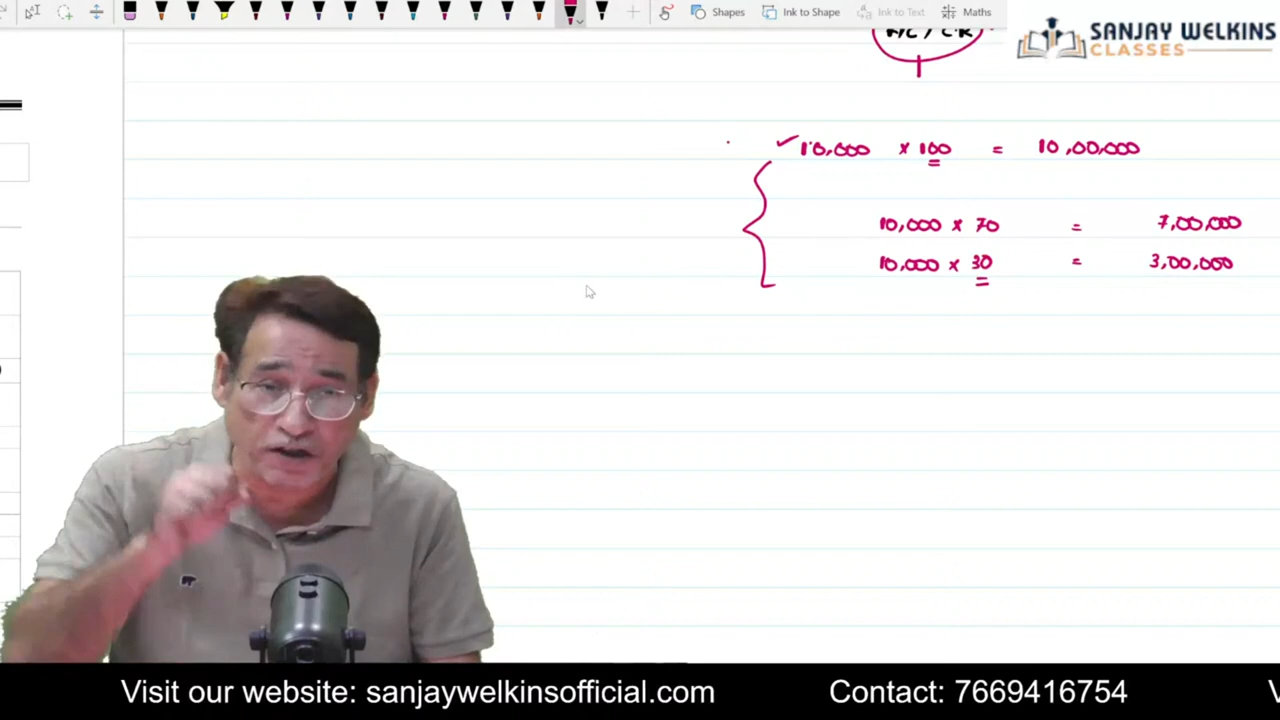 Shapes Ink to Shape Ink to Text Maths
SANJAY WELKINS
CLASSES
10,000 × 100 = 10,00,000
10,000 × 70 = 7,00,000
10,000 × 30 = 3,00,000
Visit our website: sanjaywelkinsofficial.com Contact: 7669416754